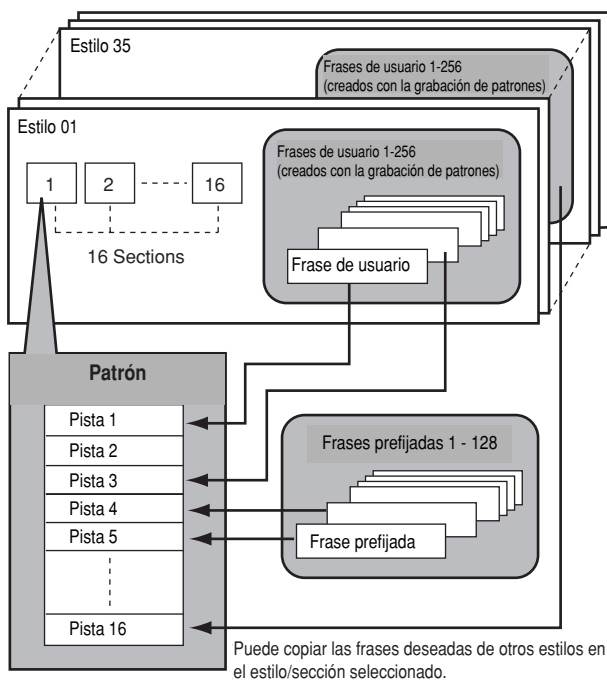 Estilo 35
Frases de usuario 1-256
(creados con la grabación de patrones)
Estilo 01
1
2
16
16 Sections
Frases de usuario 1-256
(creados con la grabación de patrones)
Frase de usuario
Patrón
Pista 1
Pista 2
Pista 3
Pista 4
Pista 5
Pista 16
Frases prefijadas 1 - 128
Frase prefijada
Puede copiar las frases deseadas de otros estilos en
el estilo/sección seleccionado.